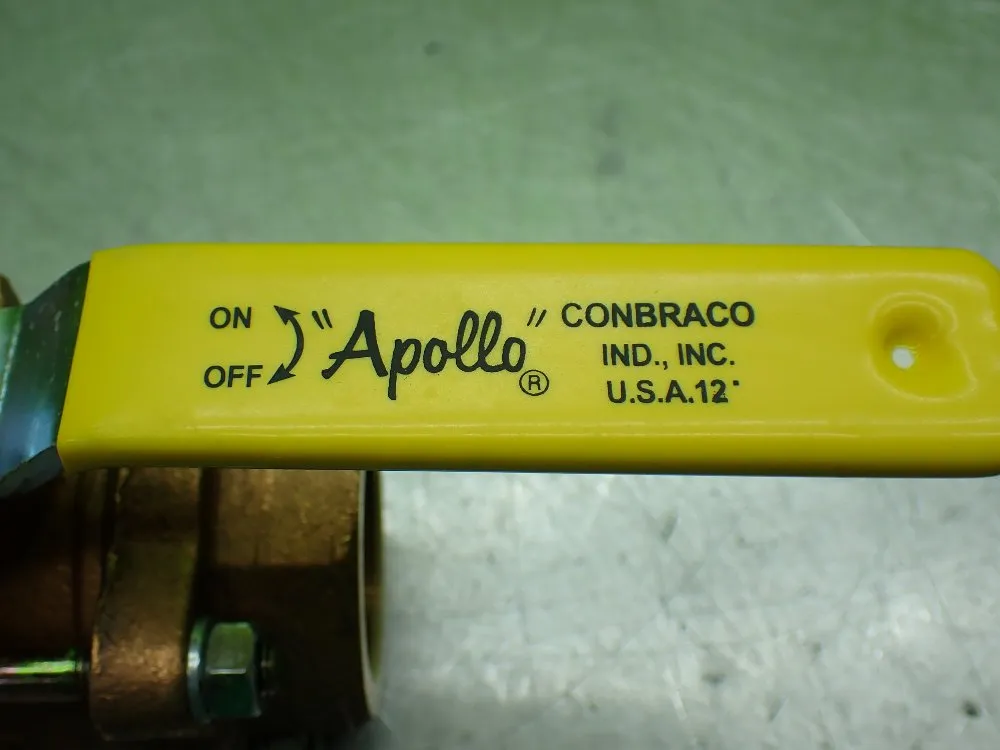 ON
OFF
"Apollo"®
CONBRACO
IND., INC.
U.S.A.12